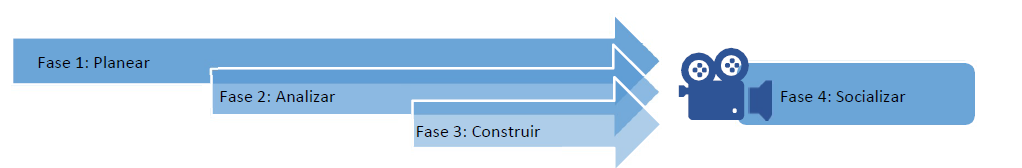 Fase 1: Planear
Fase 2: Analizar
Fase 3: Construir
Fase 4: Socializar